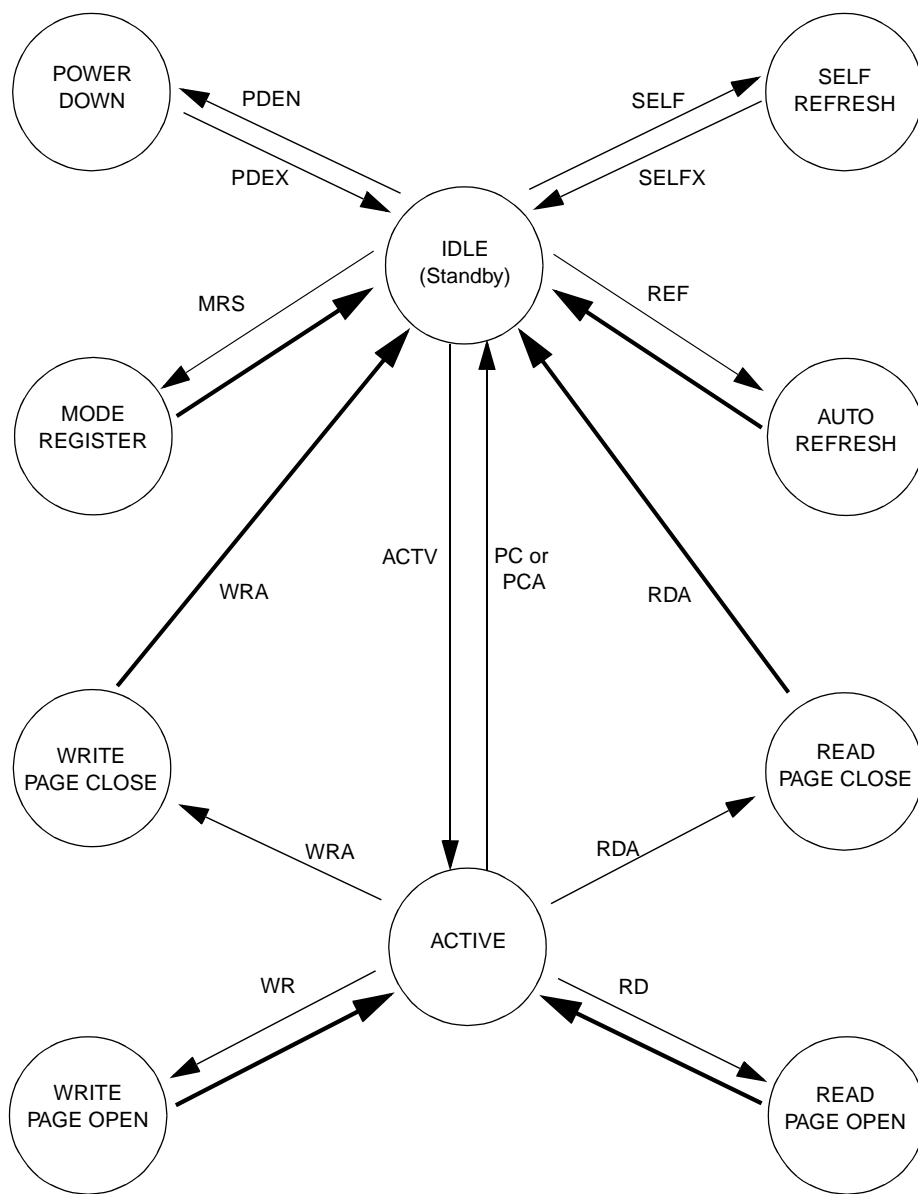 POWER
DOWN
PDEN
PDEX
SELF
SELFX
SELF
REFRESH
IDLE
(Standby)
MRS
REF
MODE
REGISTER
AUTO
REFRESH
ACTV
PC or
PCA
WRA
RDA
WRITE
PAGE CLOSE
READ
PAGE CLOSE
WRA
RDA
ACTIVE
WR
RD
WRITE
PAGE OPEN
READ
PAGE OPEN